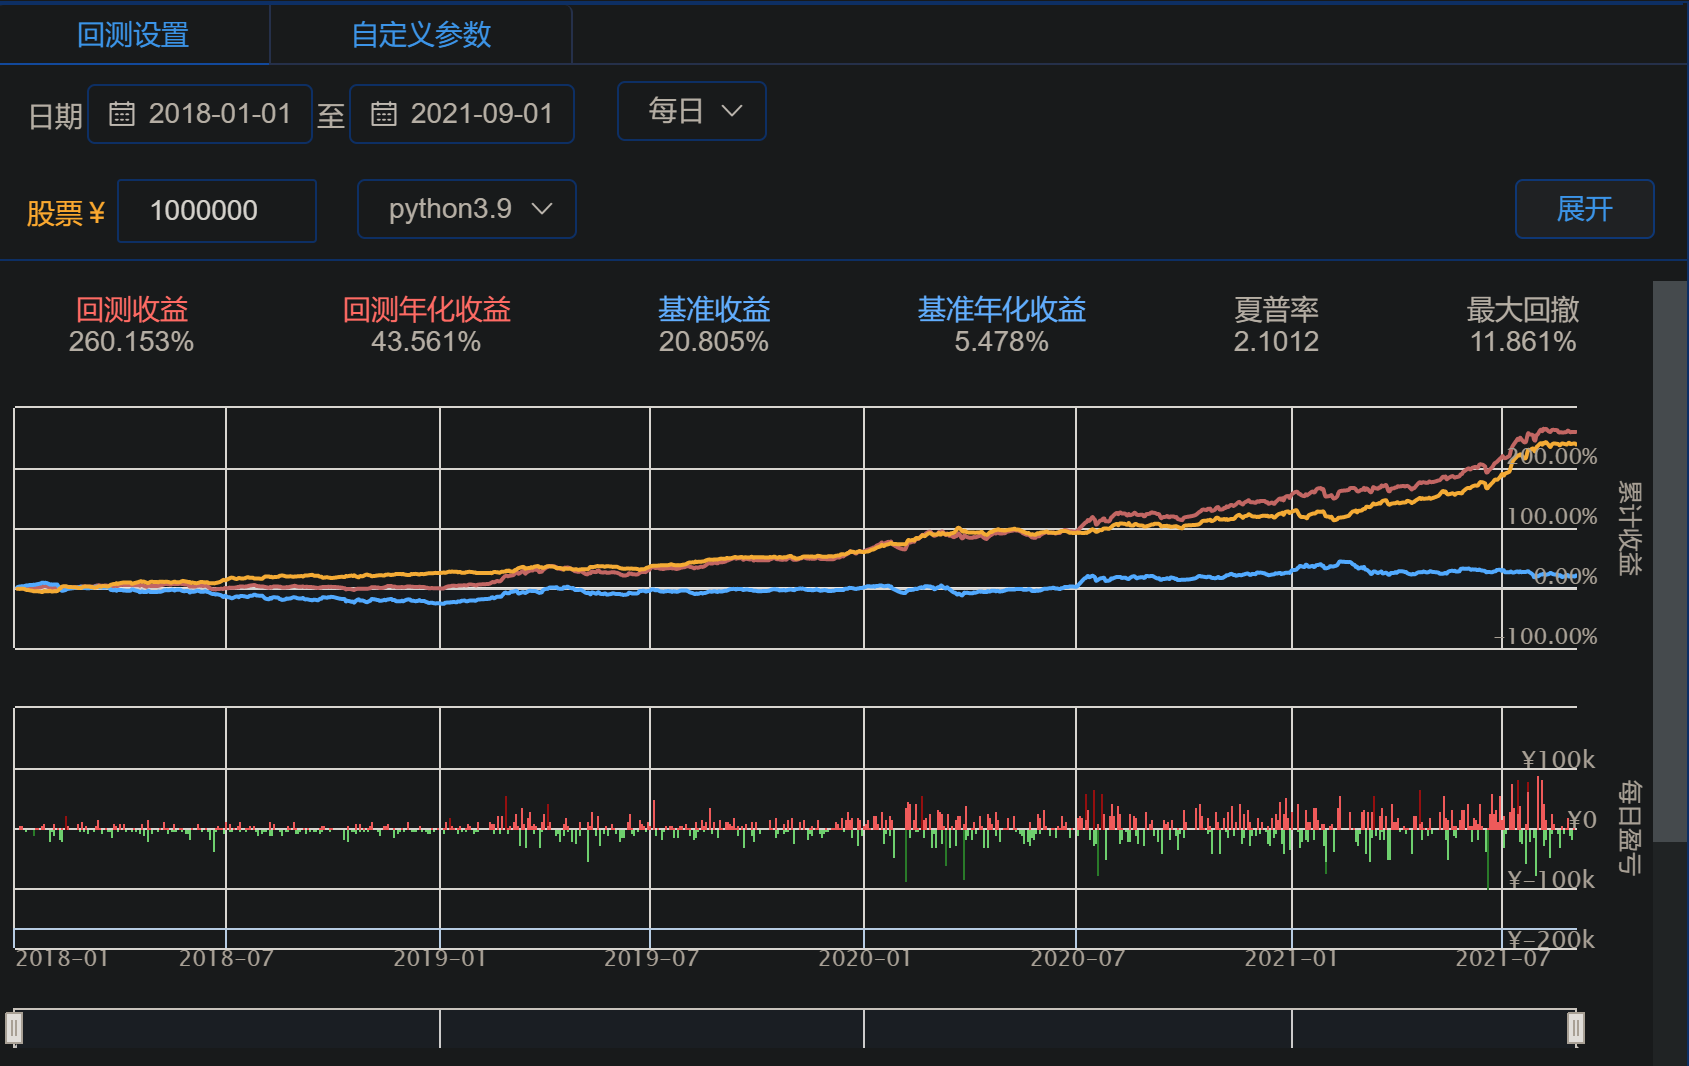 回测设置 自定义参数
日期 2018-01-01 至 2021-09-01 每日
股票 ¥ 1000000 python3.9 展开
回测收益 回测年化收益 基准收益 基准年化收益 夏普率 最大回撤
260.153% 43.561% 20.805% 5.478% 2.1012 11.861%
200.00%
100.00%
0.00%
-100.00%
累计收益
¥100k
¥0
¥-100k
¥-200k
每日盈亏
2018-01 2018-07 2019-01 2019-07 2020-01 2020-07 2021-01 2021-07